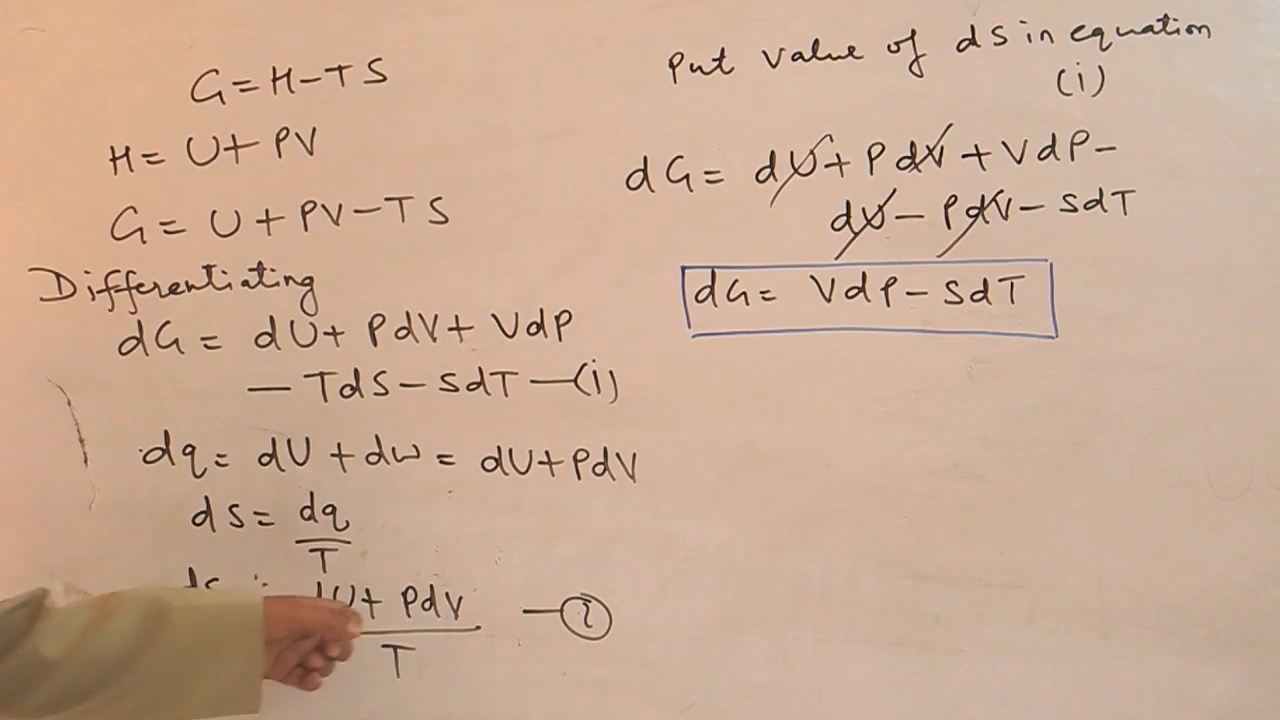 G = H - TS
H = U + PV
G = U + PV - TS
Differentiating
dG = dU + PdV + VdP
- TdS - SdT — (i)
dq = dU + dw = dU + PdV
ds = dq
T
U + PdV — 2
T
Put value of ds in equation
(i)
dG = dU + PdV + VdP -
dU - PdV - SdT
dG = VdP - SdT